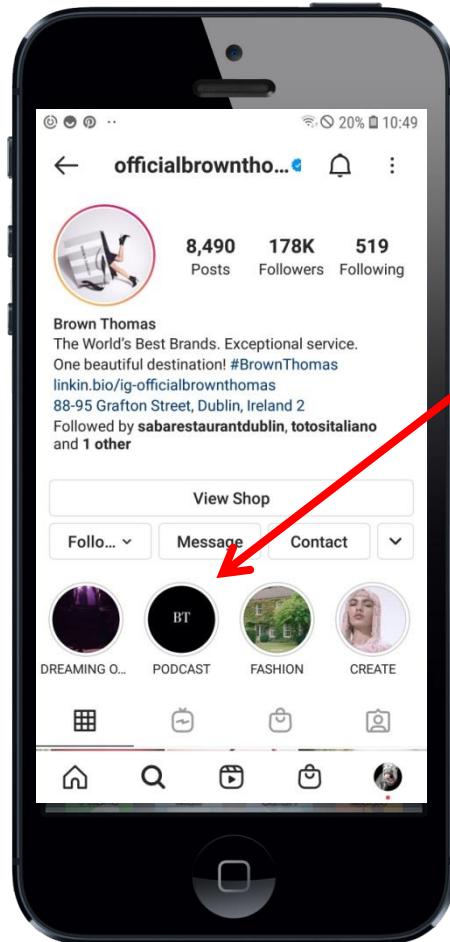 20% 10:49
officialbrowntho...
8,490 178K 519
Posts Followers Following
Brown Thomas
The World's Best Brands. Exceptional service.
One beautiful destination! #BrownThomas
linkin.bio/ig-officialbrownthomas
88-95 Grafton Street, Dublin, Ireland 2
Followed by sabarestaurantdublin, totositaliano
and 1 other
View Shop
Follo... Message Contact
BT
DREAMING O... PODCAST FASHION CREATE